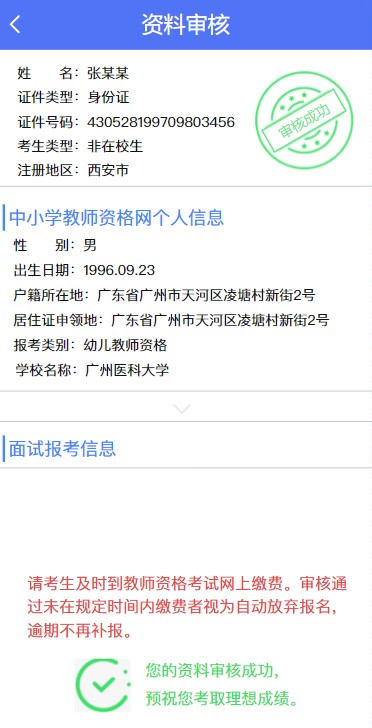 资料审核
姓 名：张某某
证件类型：身份证
证件号码：430528199709803456
考生类型：非在校生
注册地区：西安市
审核成功
中小学教师资格网个人信息
性 别：男
出生日期：1996.09.23
户籍所在地：广东省广州市天河区凌塘村新街2号
居住证申领地：广东省广州市天河区凌塘村新街2号
报考类别：幼儿教师资格
学校名称：广州医科大学
面试报考信息
请考生及时到教师资格考试网上缴费。审核通
过未在规定时间内缴费者视为自动放弃报名，
逾期不再补报。
您的资料审核成功，
预祝您考取理想成绩。